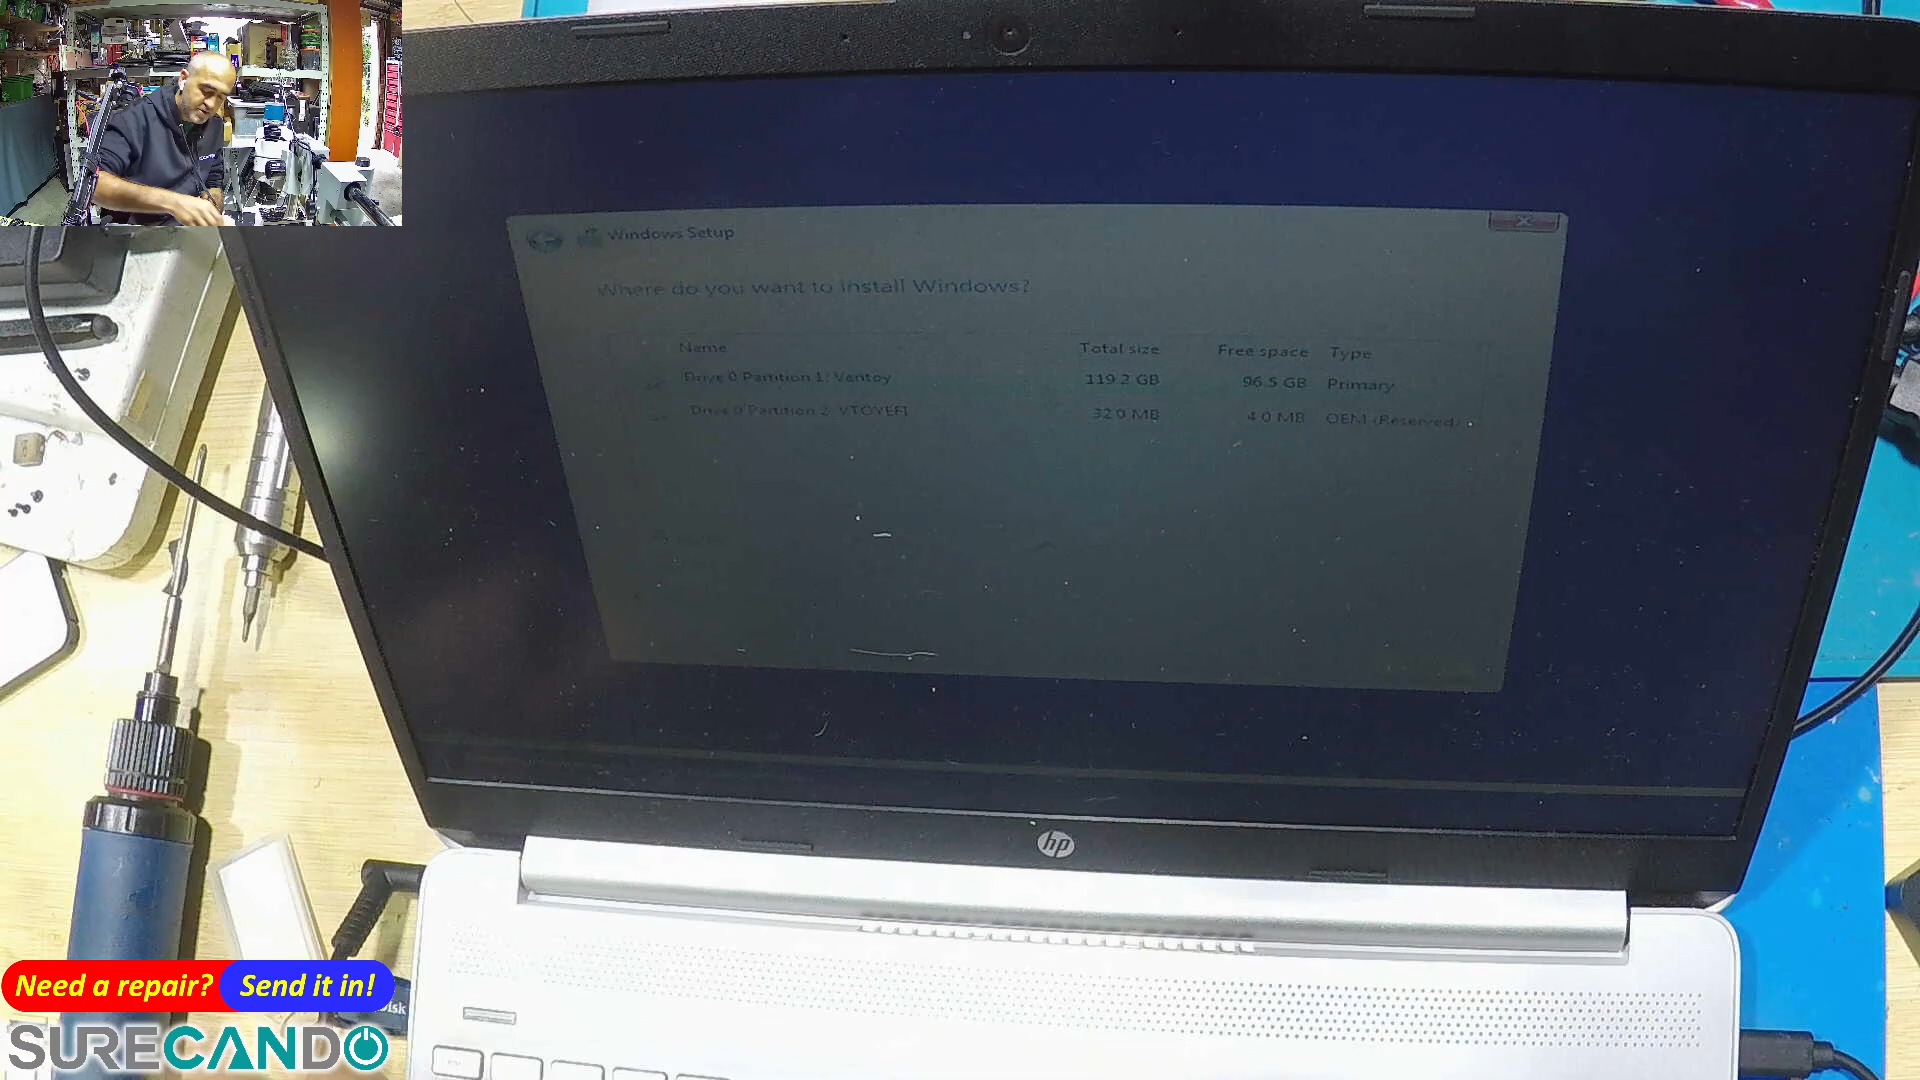 Windows Setup
Where do you want to install Windows?
Name Total size Free space Type
Drive 0 Partition 1: Ventoy 119.2 GB 96.5 GB Primary
Drive 0 Partition 2: VTOYEFI 32.0 MB 4.0 MB OEM (Reserved)
hp
Need a repair? Send it in!
SURECANDO